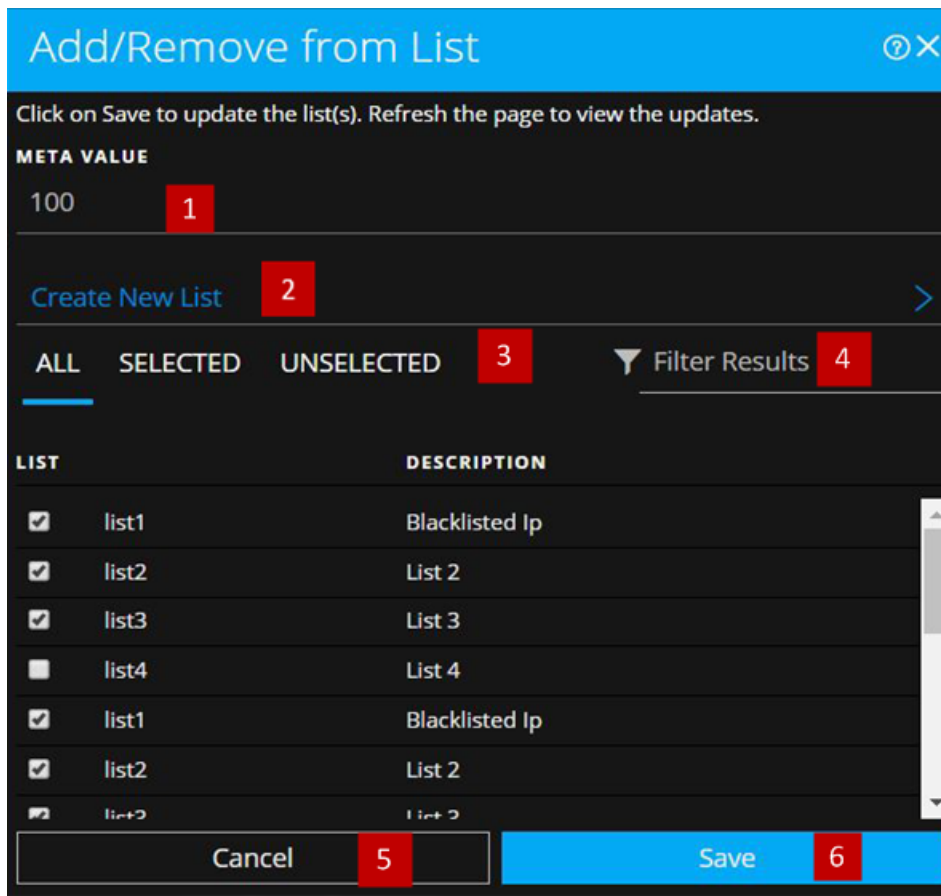 Add/Remove from List
Click on Save to update the list(s). Refresh the page to view the updates.
META VALUE
100 1
Create New List 2
ALL SELECTED UNSELECTED 3 Filter Results 4
LIST DESCRIPTION
list1 Blacklisted Ip
list2 List 2
list3 List 3
list4 List 4
list1 Blacklisted Ip
list2 List 2
Cancel 5 Save 6